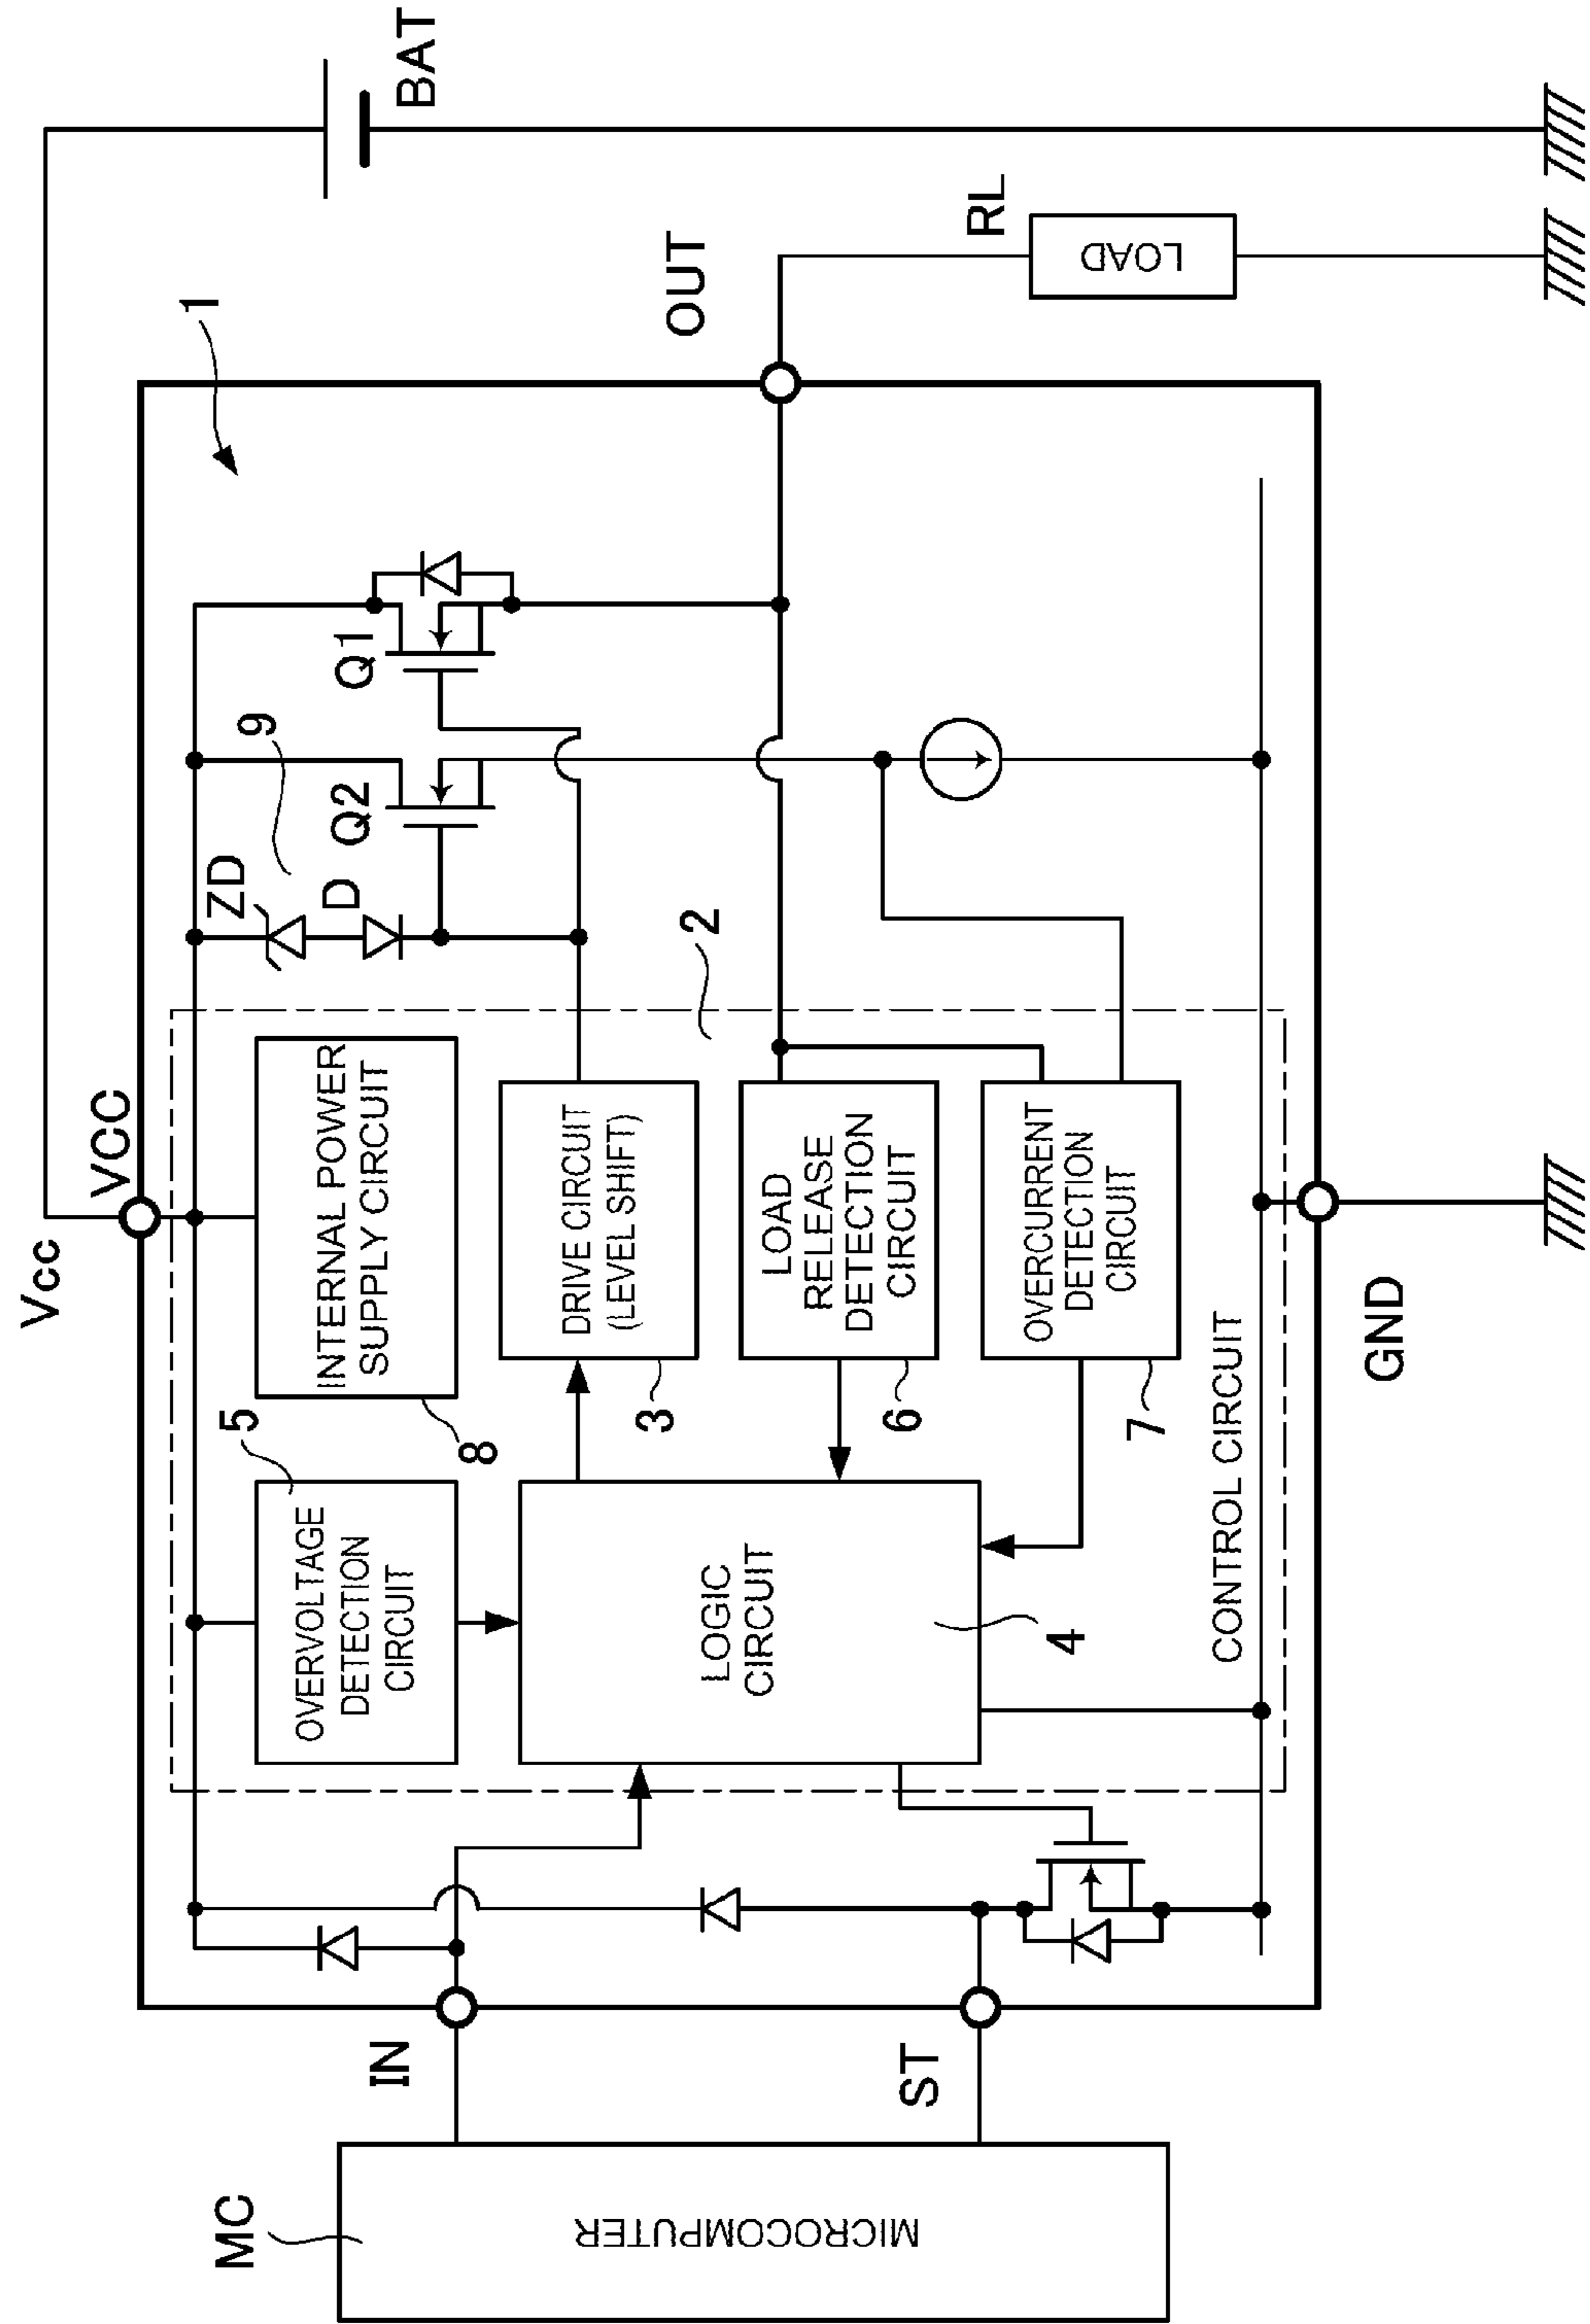 Vcc
VCC
BAT
1
5
OVERVOLTAGE
DETECTION
CIRCUIT
8
INTERNAL POWER
SUPPLY CIRCUIT
ZD
D
9
Q2
Q1
MC
MICROCOMPUTER
IN
ST
LOGIC
CIRCUIT
4
3
DRIVE CIRCUIT
(LEVEL SHIFT)
6
LOAD
RELEASE
DETECTION
CIRCUIT
7
OVERCURRENT
DETECTION
CIRCUIT
2
OUT
RL
LOAD
CONTROL CIRCUIT
GND